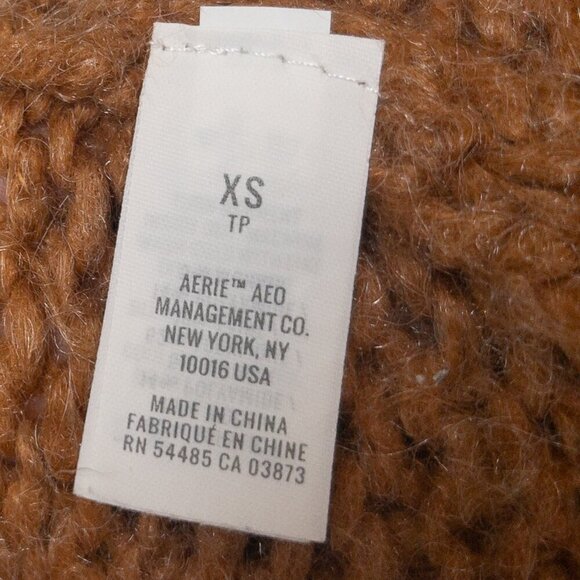 XS
TP
AERIE™ AEO
MANAGEMENT CO.
NEW YORK, NY
10016 USA
MADE IN CHINA
FABRIQUÉ EN CHINE
RN 54485 CA 03873